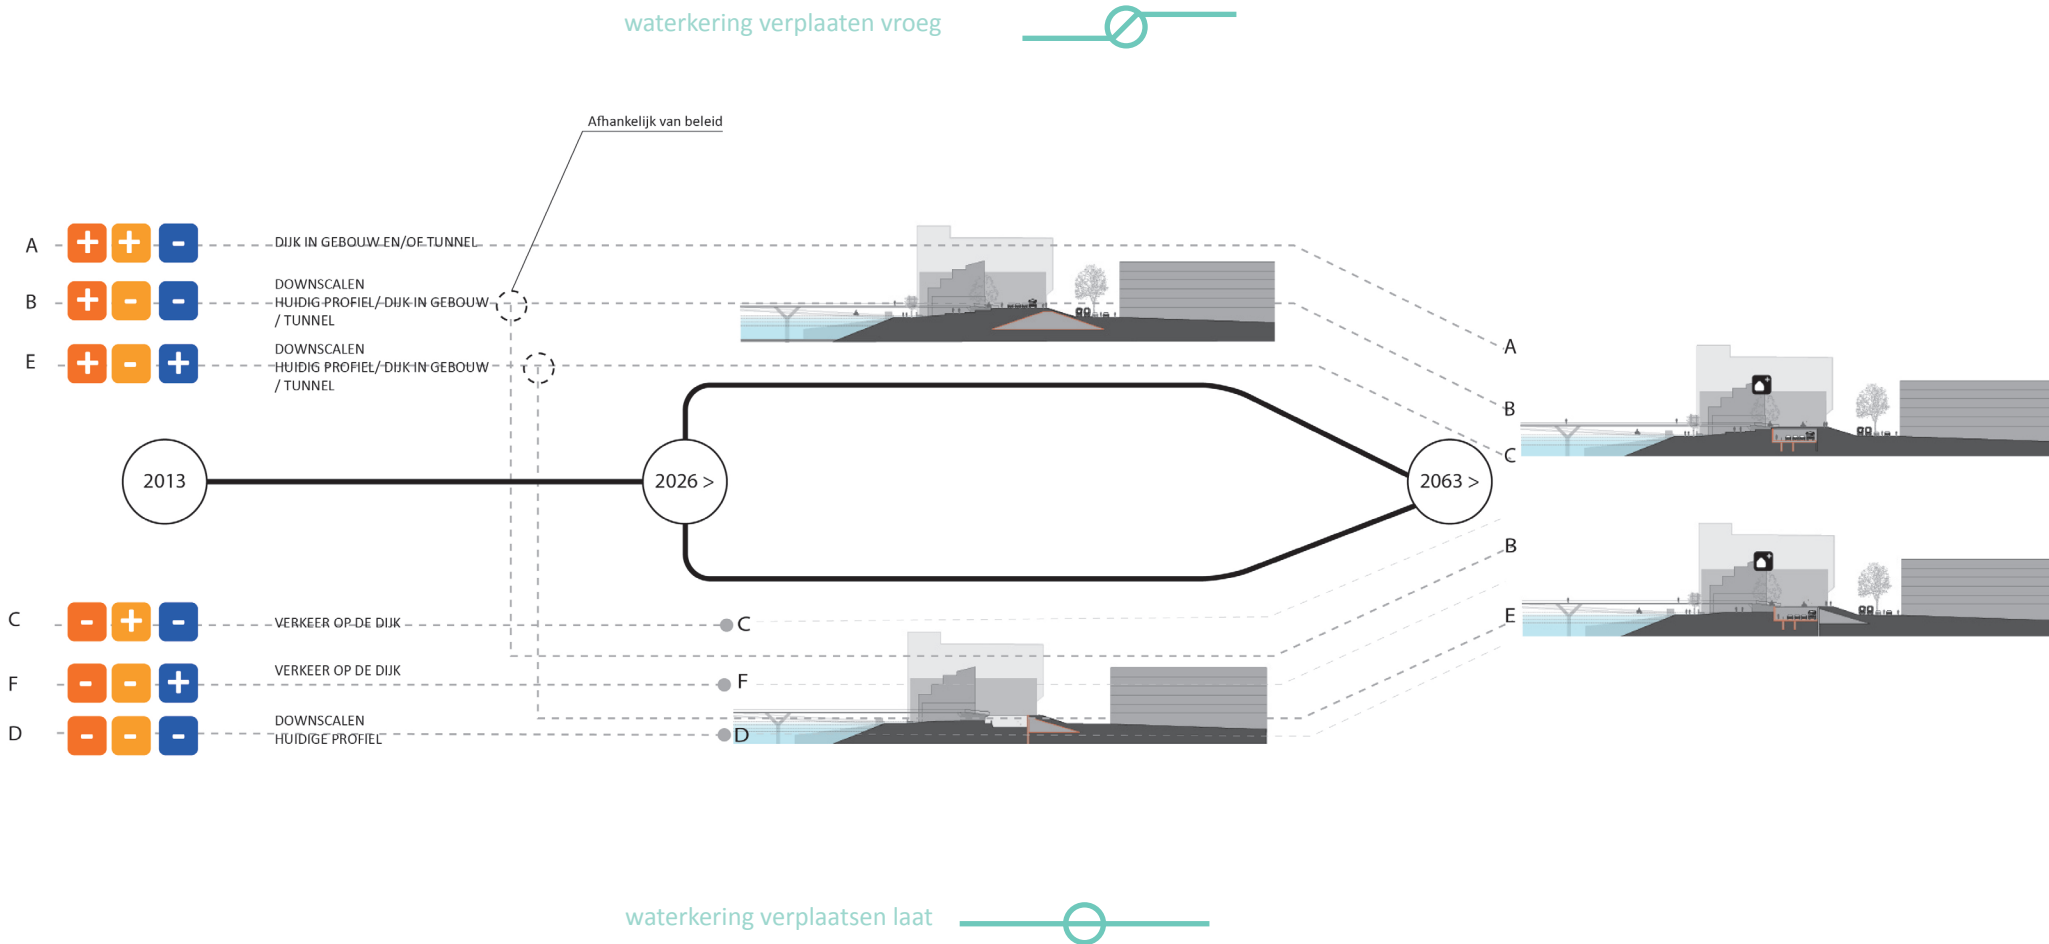 waterkering verplaaten vroeg
Afhankelijk van beleid
A + + - DIJK IN GEBOUW EN/OF TUNNEL
B + - - DOWNSCALEN
HUIDIG PROFIEL/ DIJK IN GEBOUW
/ TUNNEL
E + - + DOWNSCALEN
HUIDIG PROFIEL/ DIJK IN GEBOUW
/ TUNNEL
A
B
C
2013
2026 >
2063 >
B
E
C - + - VERKEER OP DE DIJK
C
F - - + VERKEER OP DE DIJK
F
D - - - DOWNSCALEN
HUIDIGE PROFIEL
D
waterkering verplaatsen laat